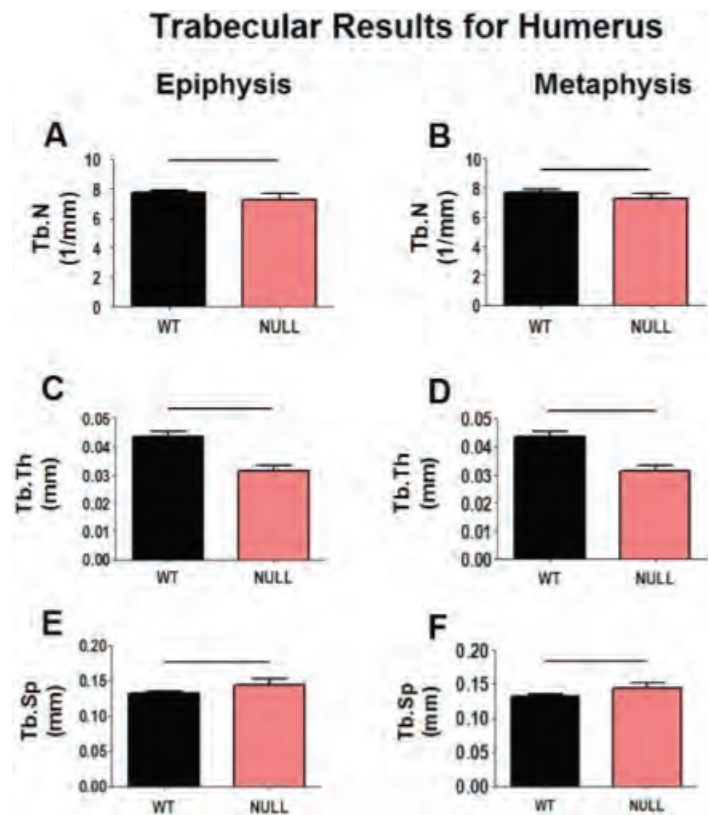 Trabecular Results for Humerus
Epiphysis
Metaphysis
A
Tb.N
(1/mm)
10
8
6
4
2
0
WT
NULL
B
Tb.N
(1/mm)
10
8
6
4
2
0
WT
NULL
C
Tb.Th
(mm)
0.05
0.04
0.03
0.02
0.01
0.00
WT
NULL
D
Tb.Th
(mm)
0.05
0.04
0.03
0.02
0.01
0.00
WT
NULL
E
Tb.Sp
(mm)
0.20
0.15
0.10
0.05
0.00
WT
NULL
F
Tb.Sp
(mm)
0.20
0.15
0.10
0.05
0.00
WT
NULL